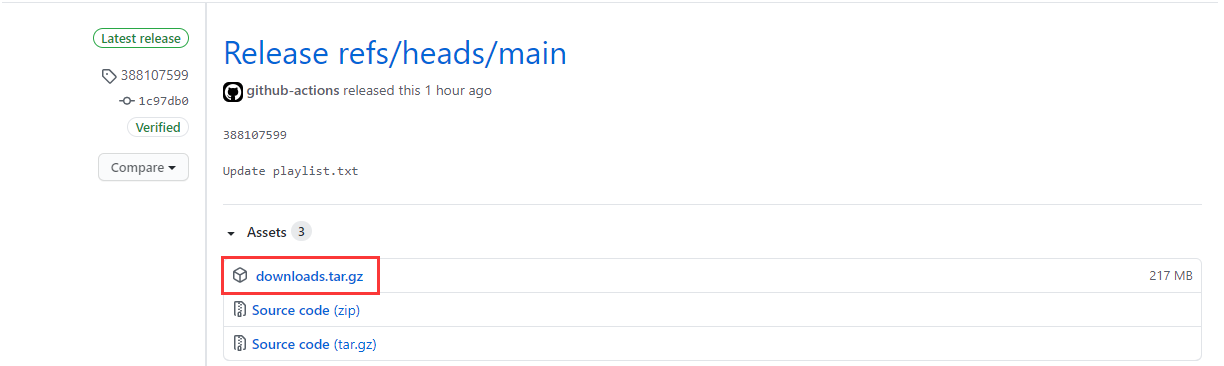 Latest release
388107599
1c97db0
Verified
Compare
Release refs/heads/main
github-actions released this 1 hour ago
388107599
Update playlist.txt
Assets 3
downloads.tar.gz 217 MB
Source code (zip)
Source code (tar.gz)